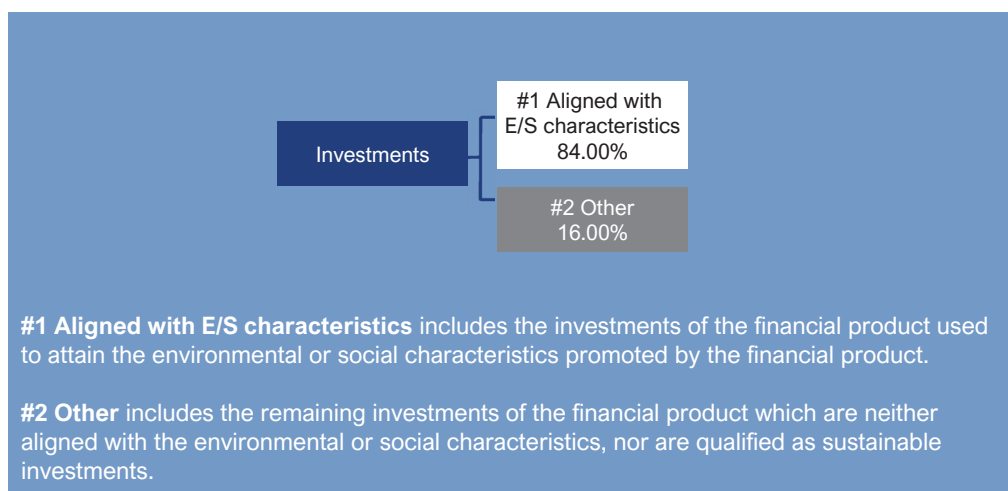 #1 Aligned with
E/S characteristics
84.00%
Investments
#2 Other
16.00%
#1 Aligned with E/S characteristics includes the investments of the financial product used
to attain the environmental or social characteristics promoted by the financial product.
#2 Other includes the remaining investments of the financial product which are neither
aligned with the environmental or social characteristics, nor are qualified as sustainable
investments.